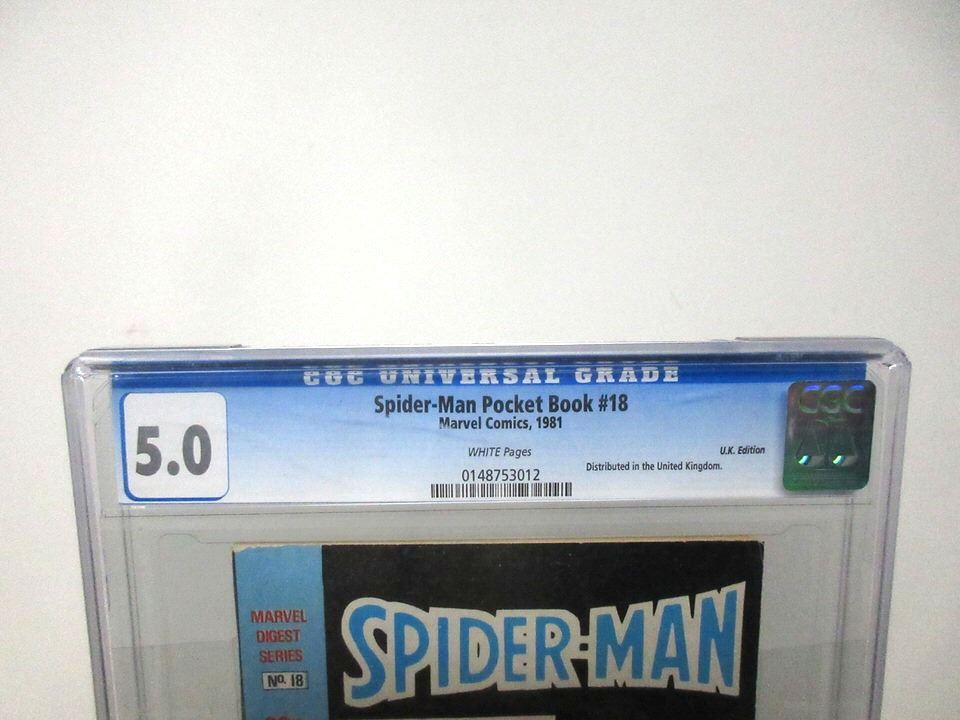 CGC UNIVERSAL GRADE
5.0
Spider-Man Pocket Book #18
Marvel Comics, 1981
WHITE Pages
U.K. Edition
Distributed in the United Kingdom.
0148753012
CGC
MARVEL
DIGEST
SERIES
No. 18
SPIDER-MAN